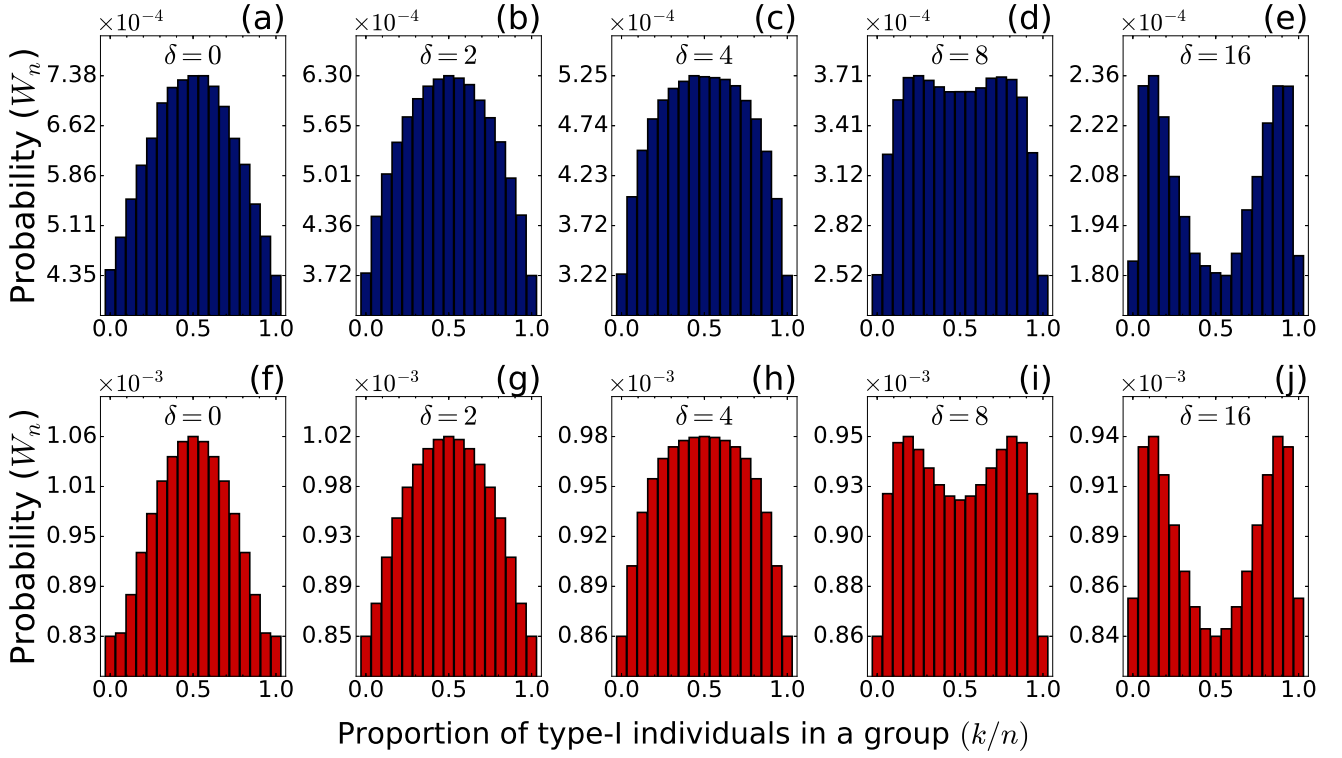 ×10⁻⁴ (a) ×10⁻⁴ (b) ×10⁻⁴ (c) ×10⁻⁴ (d) ×10⁻⁴ (e)
δ = 0 δ = 2 δ = 4 δ = 8 δ = 16
7.38 6.30 5.25 3.71 2.36
6.62 5.65 4.74 3.41 2.22
5.86 5.01 4.23 3.12 2.08
5.11 4.36 3.72 2.82 1.94
4.35 3.72 3.22 2.52 1.80
Probability (Wₙ)
0.0 0.5 1.0 0.0 0.5 1.0 0.0 0.5 1.0 0.0 0.5 1.0 0.0 0.5 1.0
×10⁻³ (f) ×10⁻³ (g) ×10⁻³ (h) ×10⁻³ (i) ×10⁻³ (j)
δ = 0 δ = 2 δ = 4 δ = 8 δ = 16
1.06 1.02 0.98 0.95 0.94
1.01 0.98 0.95 0.93 0.91
0.95 0.93 0.92 0.90 0.89
0.89 0.89 0.89 0.88 0.86
0.83 0.85 0.86 0.86 0.84
Probability (Wₙ)
0.0 0.5 1.0 0.0 0.5 1.0 0.0 0.5 1.0 0.0 0.5 1.0 0.0 0.5 1.0
Proportion of type-I individuals in a group (k/n)